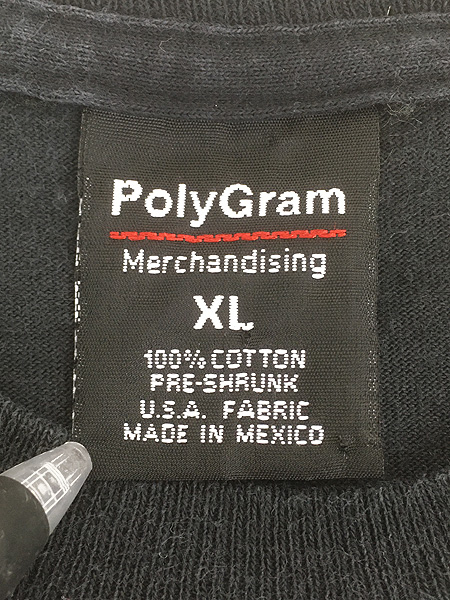 PolyGram
Merchandising
XL
100% COTTON
PRE-SHRUNK
U.S.A. FABRIC
MADE IN MEXICO